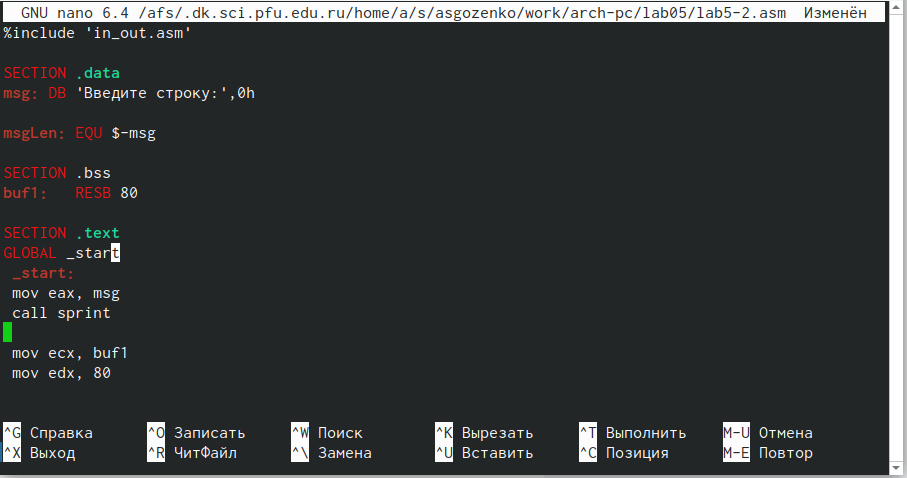 GNU nano 6.4 /afs/.dk.sci.pfu.edu.ru/home/a/s/asgozenko/work/arch-pc/lab05/lab5-2.asm Изменён
%include 'in_out.asm'
SECTION .data
msg: DB 'Введите строку:',0h
msgLen: EQU $-msg
SECTION .bss
buf1: RESB 80
SECTION .text
GLOBAL _start
_start:
mov eax, msg
call sprint
mov ecx, buf1
mov edx, 80
^G Справка ^O Записать ^W Поиск ^K Вырезать ^T Выполнить M-U Отмена
^X Выход ^R ЧитФайл ^\ Замена ^U Вставить ^C Позиция M-E Повтор